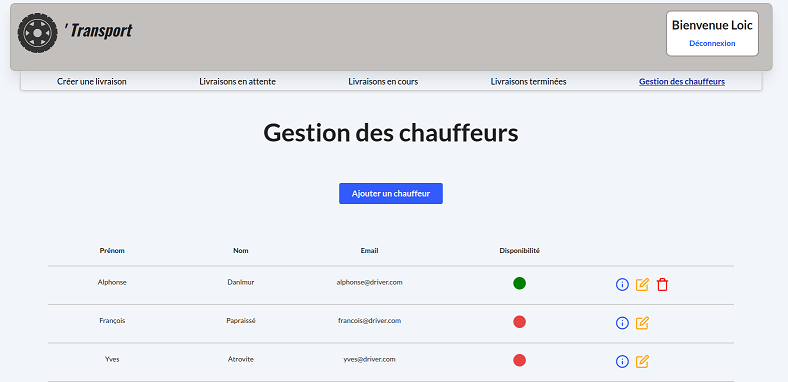 ' Transport
Bienvenue Loic
Déconnexion
Créer une livraison Livraisons en attente Livraisons en cours Livraisons terminées Gestion des chauffeurs
Gestion des chauffeurs
Ajouter un chauffeur
Prénom Nom Email Disponibilité
Alphonse Danlmur alphonse@driver.com
François Papraissé francois@driver.com
Yves Atrovite yves@driver.com